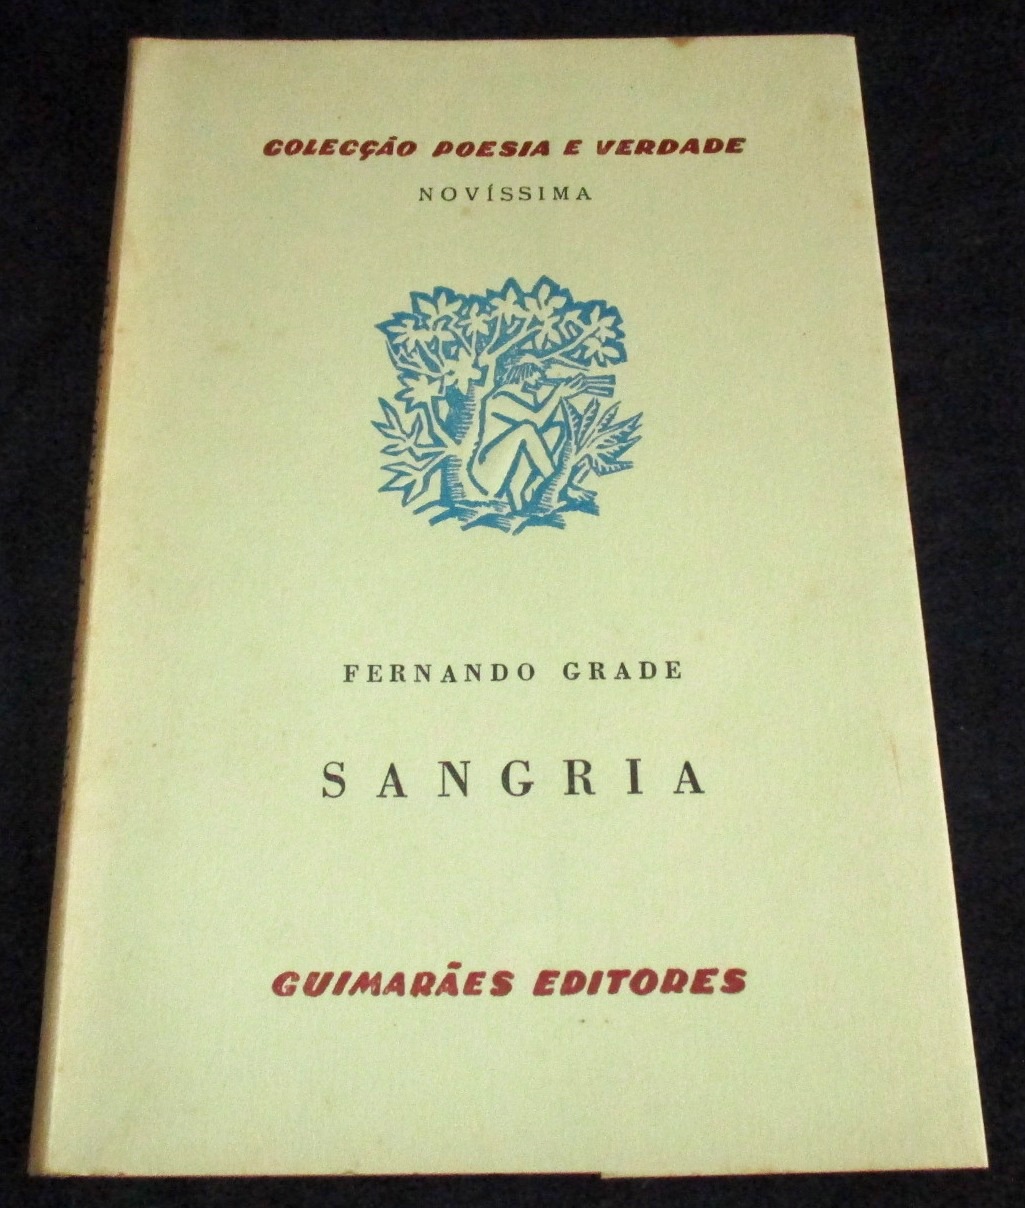 COLECÇÃO POESIA E VERDADE
NOVÍSSIMA
FERNANDO GRADE
SANGRIA
GUIMARÃES EDITORES